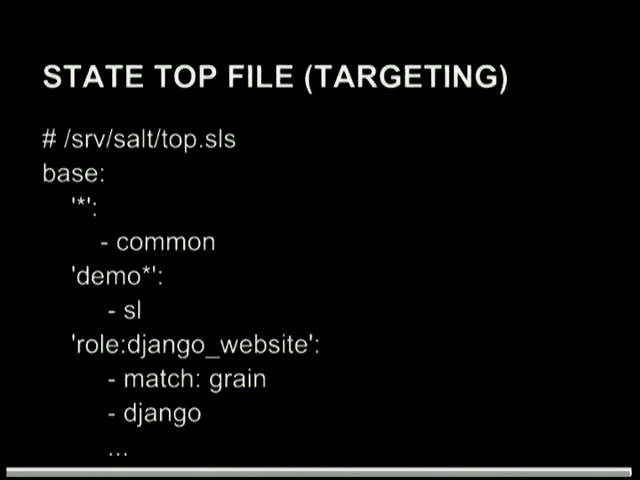 STATE TOP FILE (TARGETING)
# /srv/salt/top.sls
base:
'*':
- common
'demo*':
- sl
'role:django_website':
- match: grain
- django
...